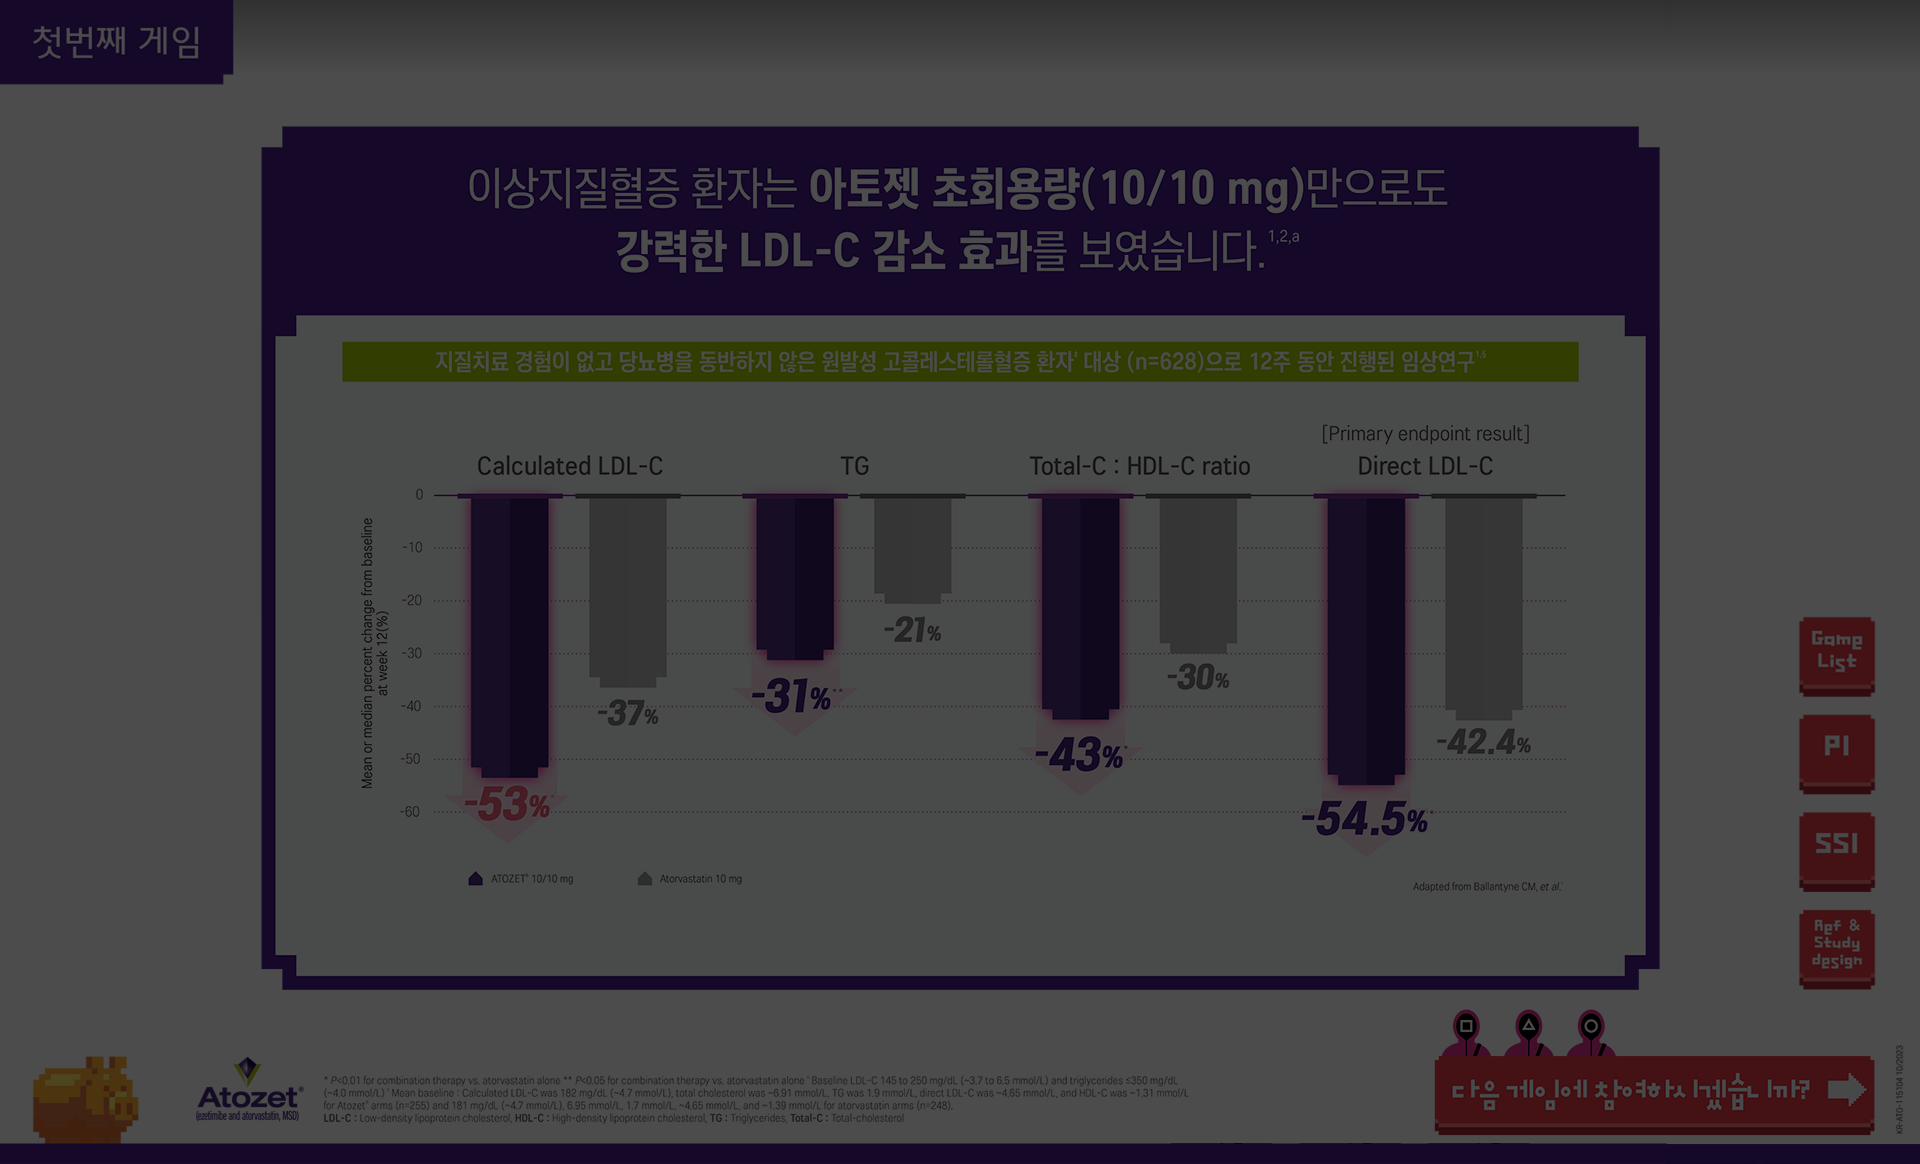 첫번째 게임
이상지질혈증 환자는 아토젯 초회용량(10/10 mg)만으로도
강력한 LDL-C 감소 효과를 보였습니다.1,2,a
지질치료 경험이 없고 당뇨병을 동반하지 않은 원발성 고콜레스테롤혈증 환자 대상 (n=628)으로 12주 동안 진행된 임상연구
[Primary endpoint result]
Calculated LDL-C TG Total-C : HDL-C ratio Direct LDL-C
Mean or median percent change from baseline
at week 12(%)
0
-10
-20
-30
-40
-50
-60
-53%* -37%
-31%** -21%
-43%* -30%
-54.5%* -42.4%
ATOZET® 10/10 mg Atorvastatin 10 mg
Adapted from Ballantyne CM, et al.
Game
List
PI
SSI
Ref &
Study
design
Atozet®
(ezetimibe and atorvastatin, MSD)
* P<0.01 for combination therapy vs. atorvastatin alone ** P<0.05 for combination therapy vs. atorvastatin alone Baseline LDL-C 145 to 250 mg/dL (~3.7 to 6.5 mmol/L) and triglycerides ≤350 mg/dL
(~4.0 mmol/L) Mean baseline : Calculated LDL-C was 182 mg/dL (~4.7 mmol/L), total cholesterol was ~6.91 mmol/L, TG was 1.9 mmol/L, direct LDL-C was ~4.65 mmol/L, and HDL-C was ~1.31 mmol/L
for Atozet® arms (n=255) and 181 mg/dL (~4.7 mmol/L), 6.95 mmol/L, 1.7 mmol/L, ~4.65 mmol/L, and ~1.39 mmol/L for atorvastatin arms (n=248).
LDL-C : Low-density lipoprotein cholesterol, HDL-C : High-density lipoprotein cholesterol, TG : Triglycerides, Total-C : Total-cholesterol
다음 게임에 참여하시겠습니까?
KR-ATO-115104 10/2023